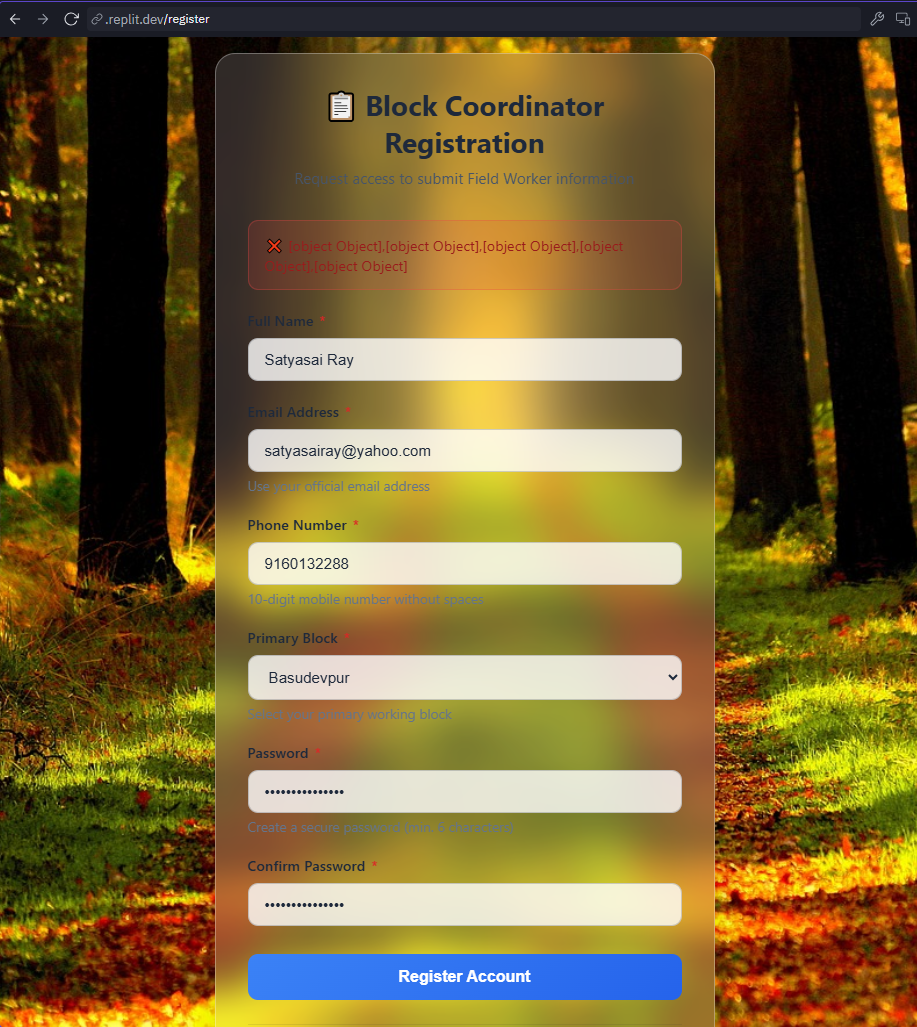 .replit.dev/register
📋 Block Coordinator
Registration
Request access to submit Field Worker information
❌ [object Object],[object Object],[object Object],[object
Object],[object Object]
Full Name *
Satyasai Ray
Email Address *
satyasairay@yahoo.com
Use your official email address
Phone Number *
9160132288
10-digit mobile number without spaces
Primary Block *
Basudevpur
Select your primary working block
Password *
•••••••••••••••
Create a secure password (min. 6 characters)
Confirm Password *
•••••••••••••••
Register Account